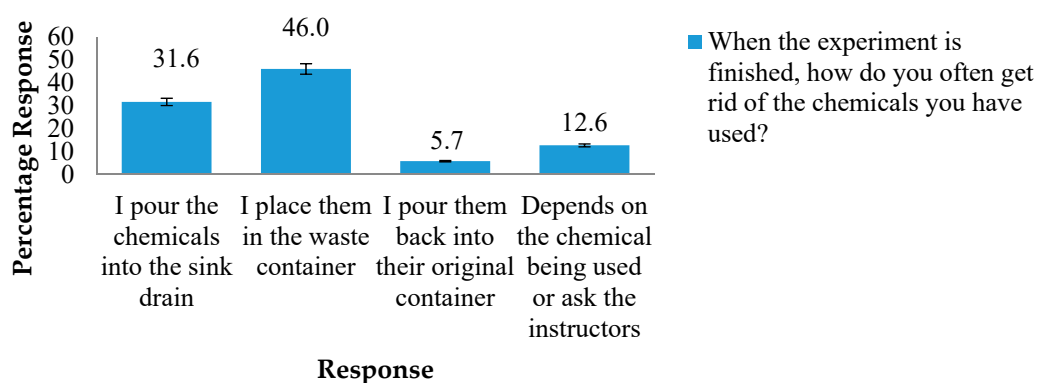 Percentage Response
60
50
40
30
20
10
0
31.6
46.0
5.7
12.6
I pour the
chemicals
into the sink
drain
I place them
in the waste
container
I pour them
back into
their original
container
Depends on
the chemical
being used
or ask the
instructors
Response
When the experiment is
finished, how do you often get
rid of the chemicals you have
used?